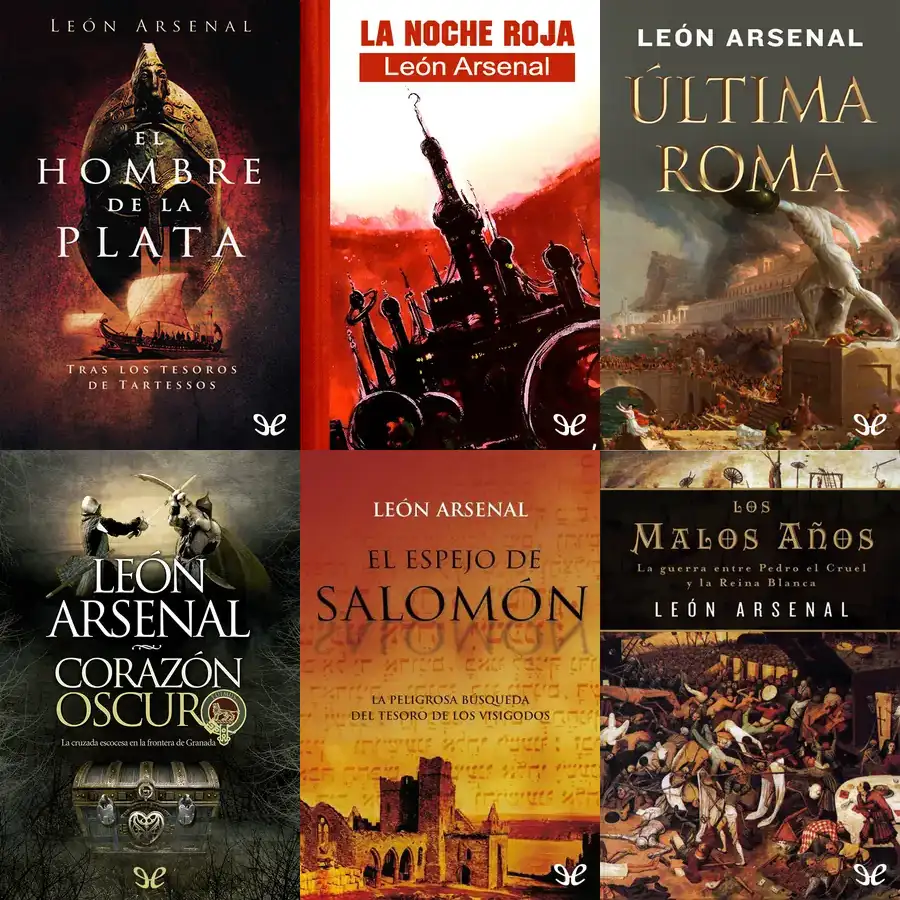 LEÓN ARSENAL
EL
HOMBRE
DE LA
PLATA
TRAS LOS TESOROS
DE TARTESSOS
LA NOCHE ROJA
León Arsenal
LEÓN ARSENAL
ÚLTIMA
ROMA
LEÓN
ARSENAL
CORAZÓN
OSCURO
La cruzada escocesa en la frontera de Granada
LEÓN ARSENAL
EL ESPEJO DE
SALOMÓN
LA PELIGROSA BÚSQUEDA
DEL TESORO DE LOS VISIGODOS
LOS
MALOS AÑOS
La guerra entre Pedro el Cruel
y la Reina Blanca
LEÓN ARSENAL